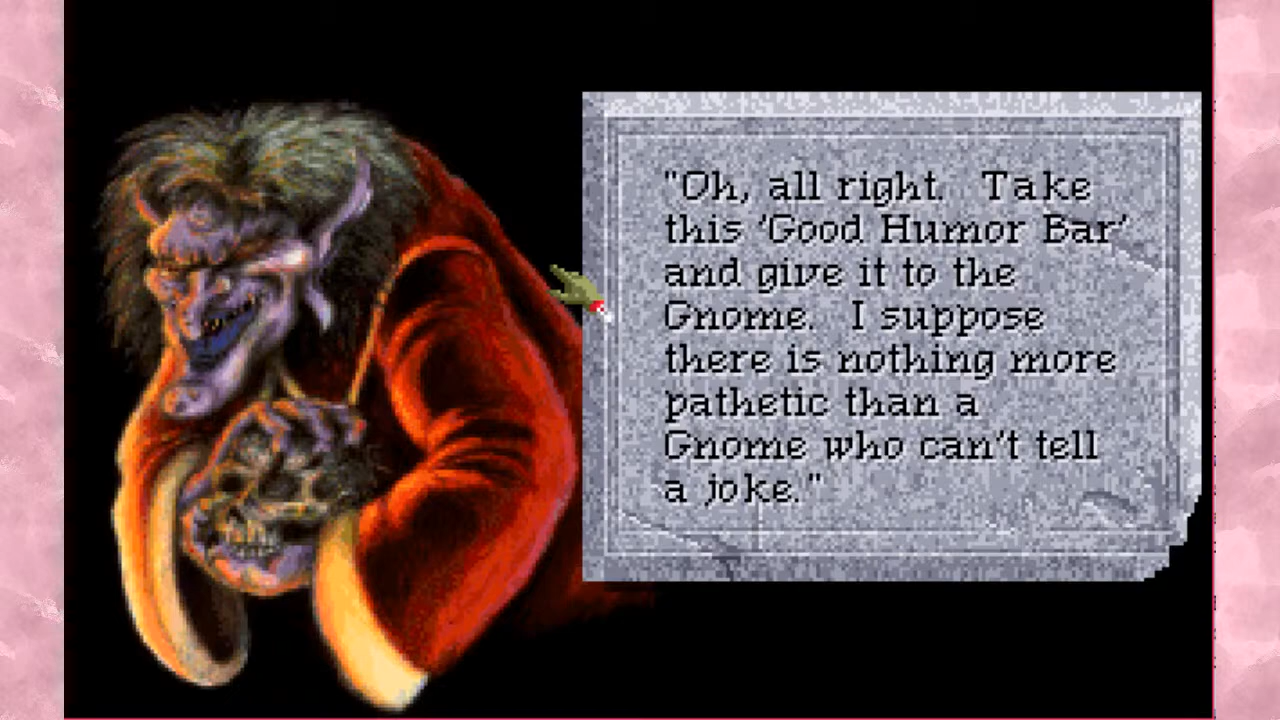 "Oh, all right.  Take
this 'Good Humor Bar'
and give it to the
Gnome.  I suppose
there is nothing more
pathetic than a
Gnome who can't tell
a joke."